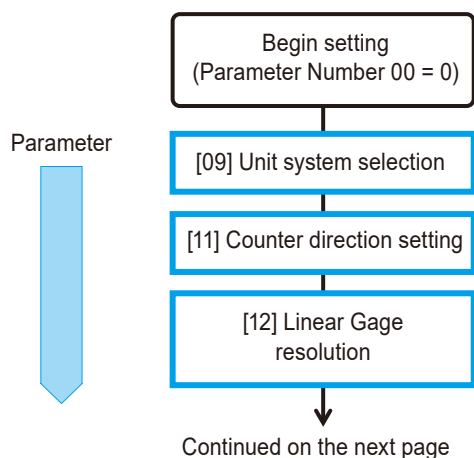 Begin setting
(Parameter Number 00 = 0)
Parameter
[09] Unit system selection
[11] Counter direction setting
[12] Linear Gage
resolution
Continued on the next page